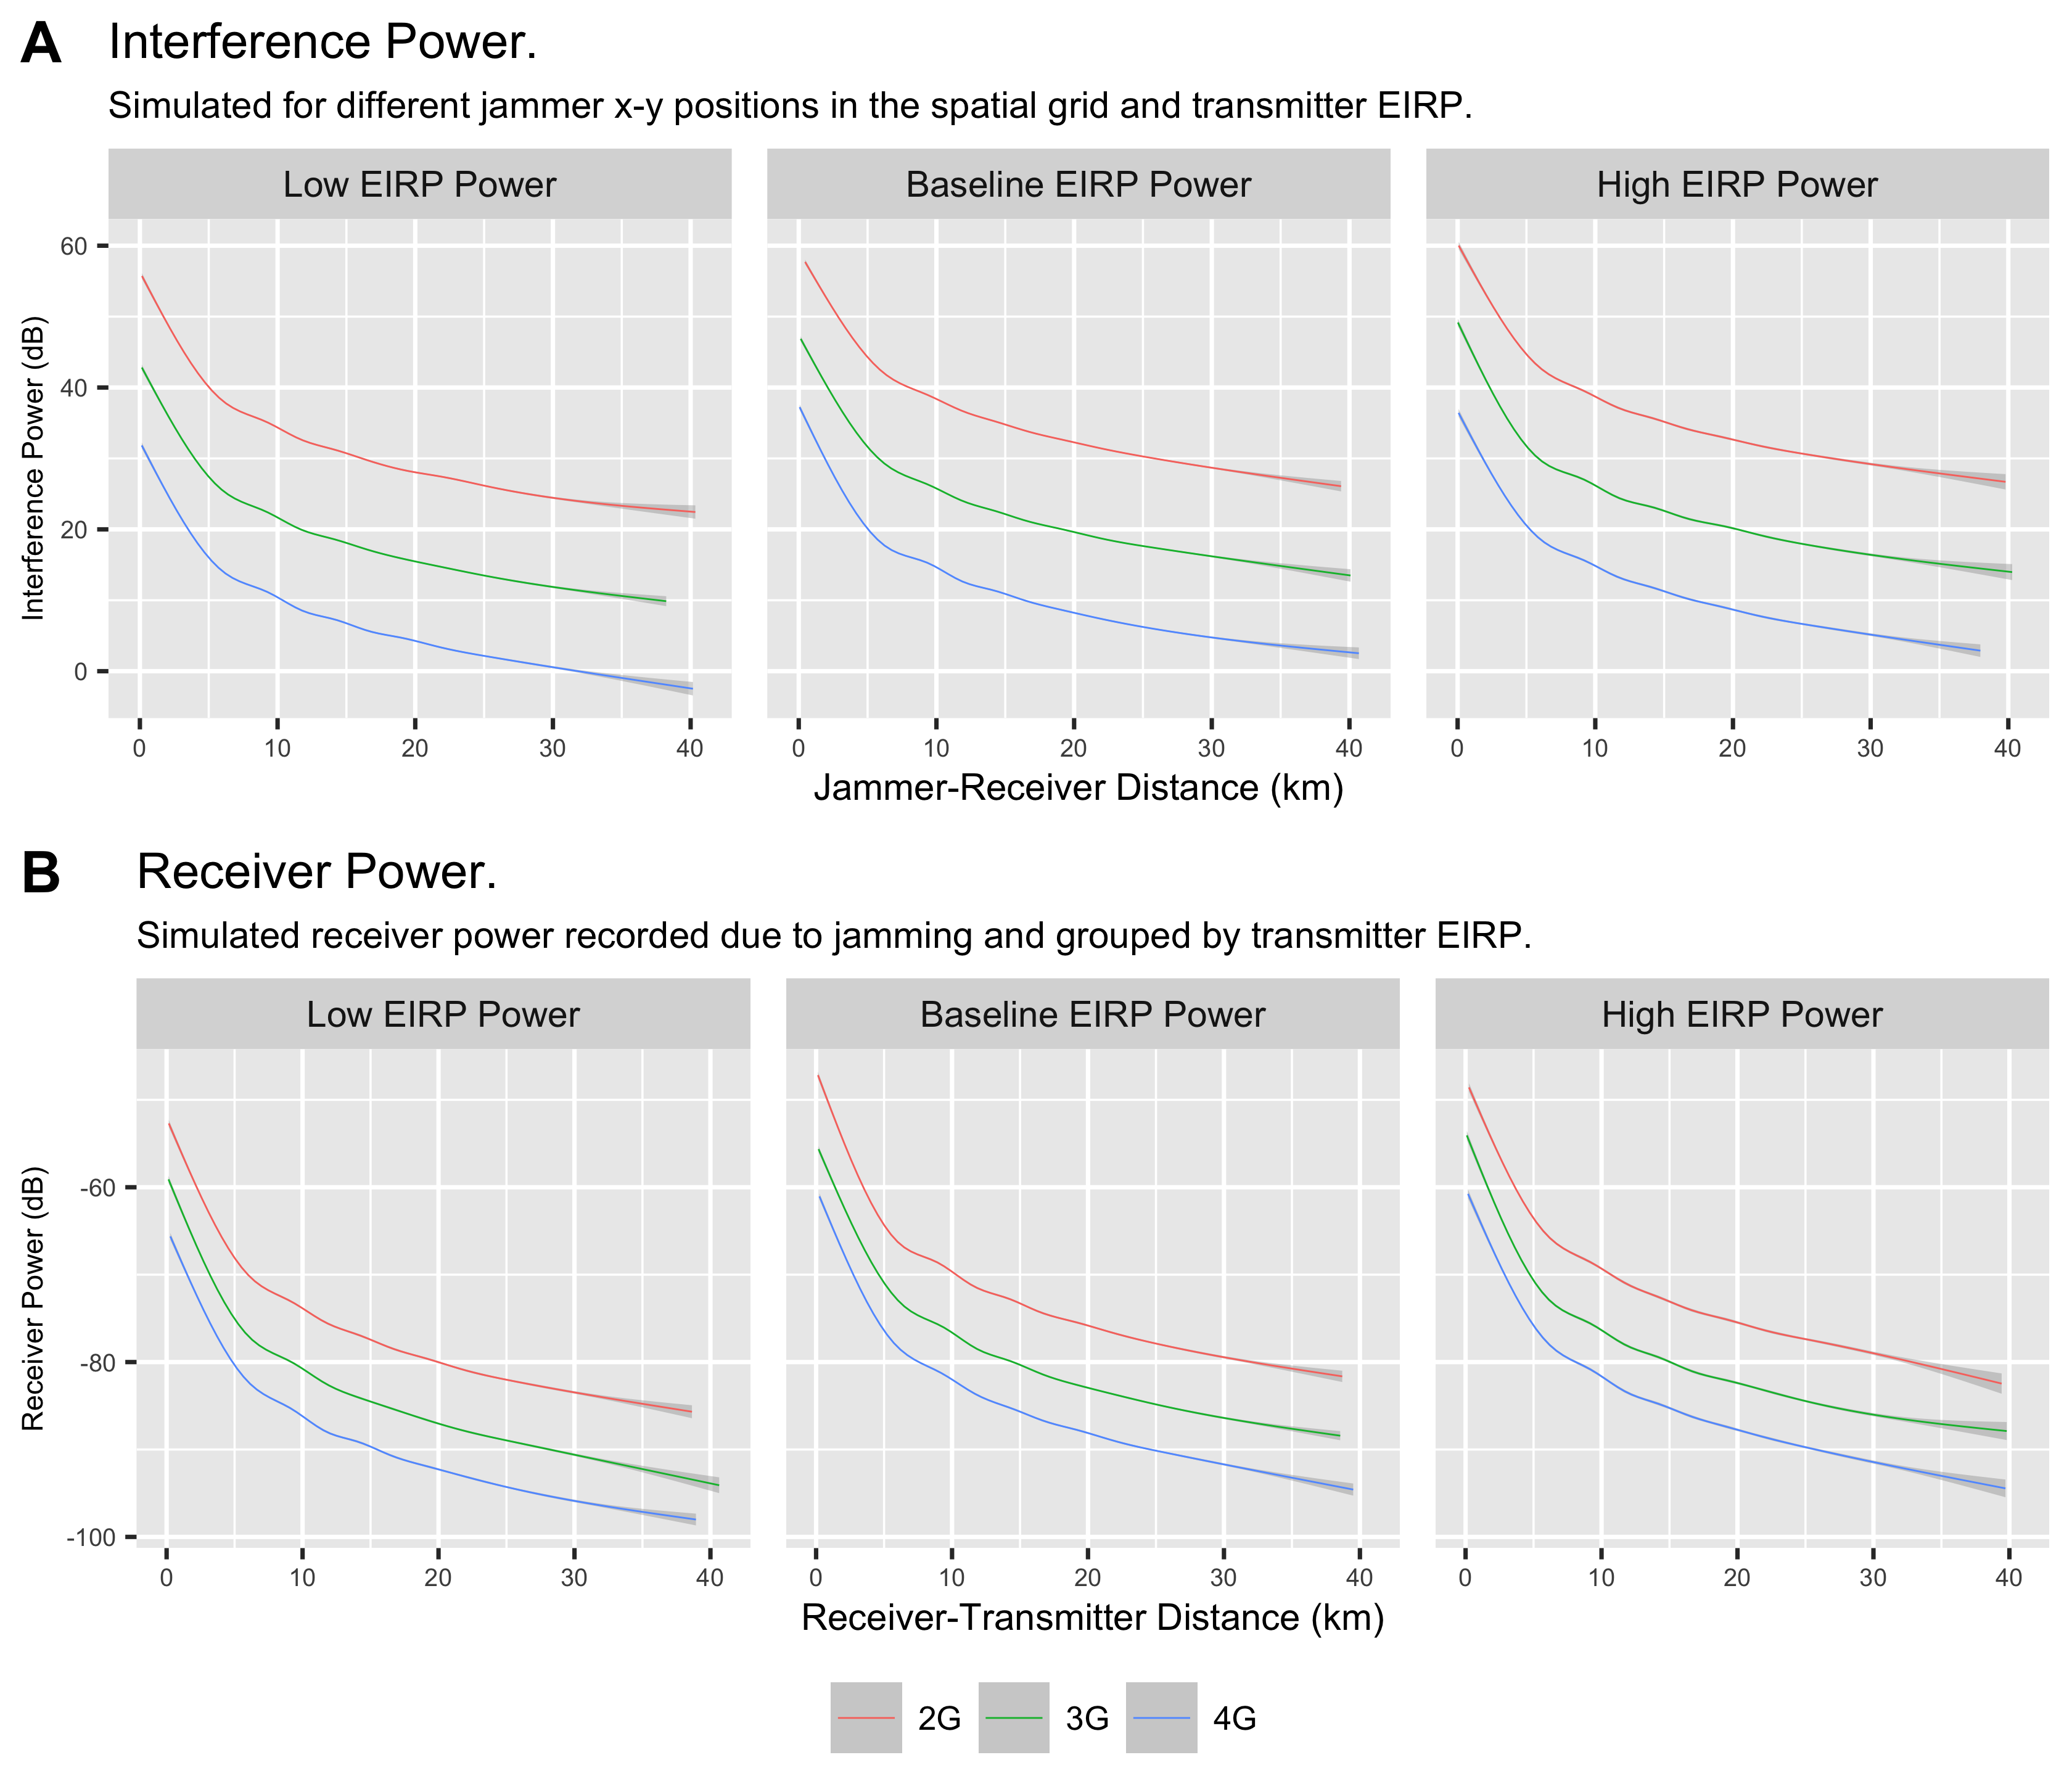 A Interference Power.
Simulated for different jammer x-y positions in the spatial grid and transmitter EIRP.
Low EIRP Power Baseline EIRP Power High EIRP Power
Interference Power (dB)
60
40
20
0
0 10 20 30 40 0 10 20 30 40 0 10 20 30 40
Jammer-Receiver Distance (km)
B Receiver Power.
Simulated receiver power recorded due to jamming and grouped by transmitter EIRP.
Low EIRP Power Baseline EIRP Power High EIRP Power
Receiver Power (dB)
-60
-80
-100
0 10 20 30 40 0 10 20 30 40 0 10 20 30 40
Receiver-Transmitter Distance (km)
2G 3G 4G